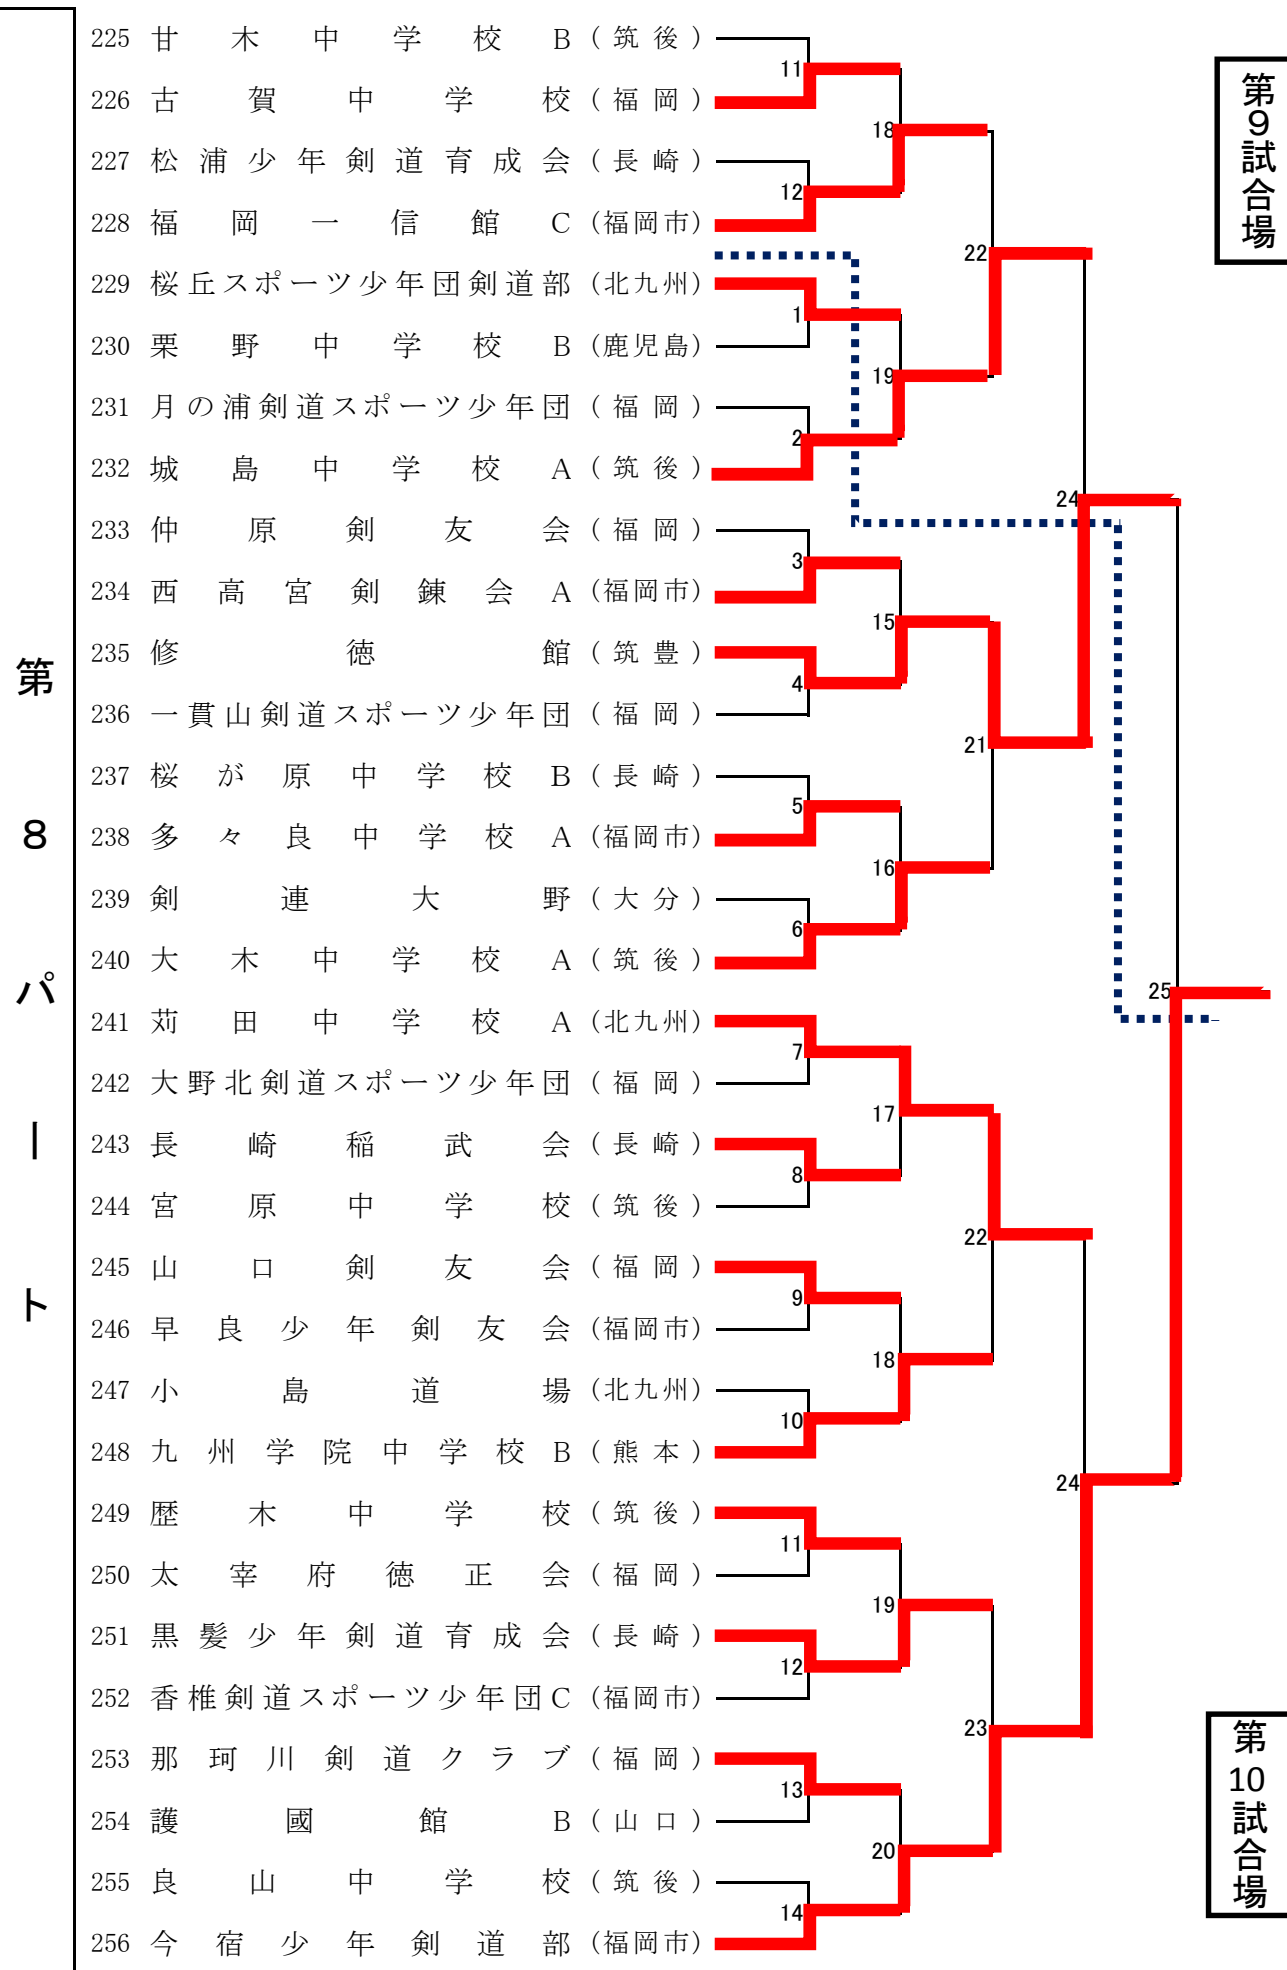 第8パート
第9試合場
第10試合場
225 甘木中学校B (筑後)
226 古賀中学校 (福岡)
227 松浦少年剣道育成会 (長崎)
228 福岡一信館C (福岡市)
229 桜丘スポーツ少年団剣道部 (北九州)
230 栗野中学校B (鹿児島)
231 月の浦剣道スポーツ少年団 (福岡)
232 城島中学校A (筑後)
233 仲原剣友会 (福岡)
234 西高宮剣錬会A (福岡市)
235 修徳館 (筑豊)
236 一貫山剣道スポーツ少年団 (福岡)
237 桜が原中学校B (長崎)
238 多々良中学校A (福岡市)
239 剣連大野 (大分)
240 大木中学校A (筑後)
241 苅田中学校A (北九州)
242 大野北剣道スポーツ少年団 (福岡)
243 長崎稲武会 (長崎)
244 宮原中学校 (筑後)
245 山口剣友会 (福岡)
246 早良少年剣友会 (福岡市)
247 小島道場 (北九州)
248 九州学院中学校B (熊本)
249 歴木中学校 (筑後)
250 太宰府徳正会 (福岡)
251 黒髪少年剣道育成会 (長崎)
252 香椎剣道スポーツ少年団C (福岡市)
253 那珂川剣道クラブ (福岡)
254 護國館B (山口)
255 良山中学校 (筑後)
256 今宿少年剣道部 (福岡市)
11
12
1
2
3
4
5
6
7
8
9
10
11
12
13
14
18
19
15
16
17
18
19
20
22
21
22
23
24
24
25